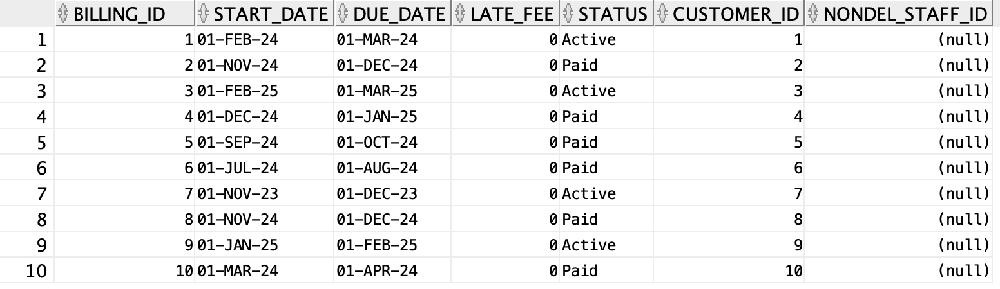 BILLING_ID START_DATE DUE_DATE LATE_FEE STATUS CUSTOMER_ID NONDEL_STAFF_ID
1 1 01-FEB-24 01-MAR-24 0 Active 1 (null)
2 2 01-NOV-24 01-DEC-24 0 Paid 2 (null)
3 3 01-FEB-25 01-MAR-25 0 Active 3 (null)
4 4 01-DEC-24 01-JAN-25 0 Paid 4 (null)
5 5 01-SEP-24 01-OCT-24 0 Paid 5 (null)
6 6 01-JUL-24 01-AUG-24 0 Paid 6 (null)
7 7 01-NOV-23 01-DEC-23 0 Active 7 (null)
8 8 01-NOV-24 01-DEC-24 0 Paid 8 (null)
9 9 01-JAN-25 01-FEB-25 0 Active 9 (null)
10 10 01-MAR-24 01-APR-24 0 Paid 10 (null)